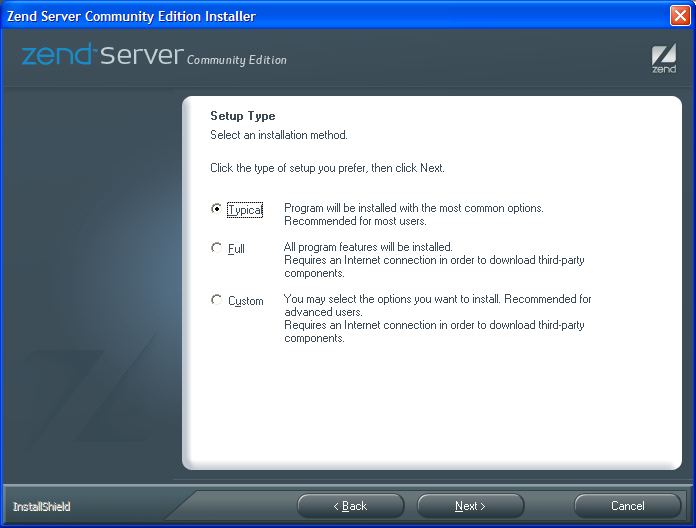 Zend Server Community Edition Installer
zend™ Server Community Edition
zend
Setup Type
Select an installation method.
Click the type of setup you prefer, then click Next.
Typical
Program will be installed with the most common options.
Recommended for most users.
Full
All program features will be installed.
Requires an Internet connection in order to download third-party
components.
Custom
You may select the options you want to install. Recommended for
advanced users.
Requires an Internet connection in order to download third-party
components.
InstallShield
< Back
Next >
Cancel